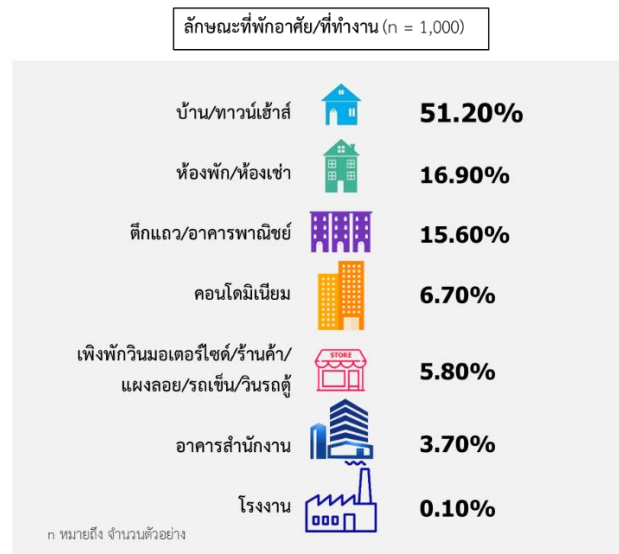 ลักษณะที่พักอาศัย/ที่ทำงาน (n = 1,000)
บ้าน/ทาวน์เฮ้าส์ 51.20%
ห้องพัก/ห้องเช่า 16.90%
ตึกแถว/อาคารพาณิชย์ 15.60%
คอนโดมิเนียม 6.70%
เพิงพักวินมอเตอร์ไซด์/ร้านค้า/
แผงลอย/รถเข็น/วินรถตู้ STORE 5.80%
อาคารสำนักงาน 3.70%
โรงงาน 0.10%
n หมายถึง จำนวนตัวอย่าง